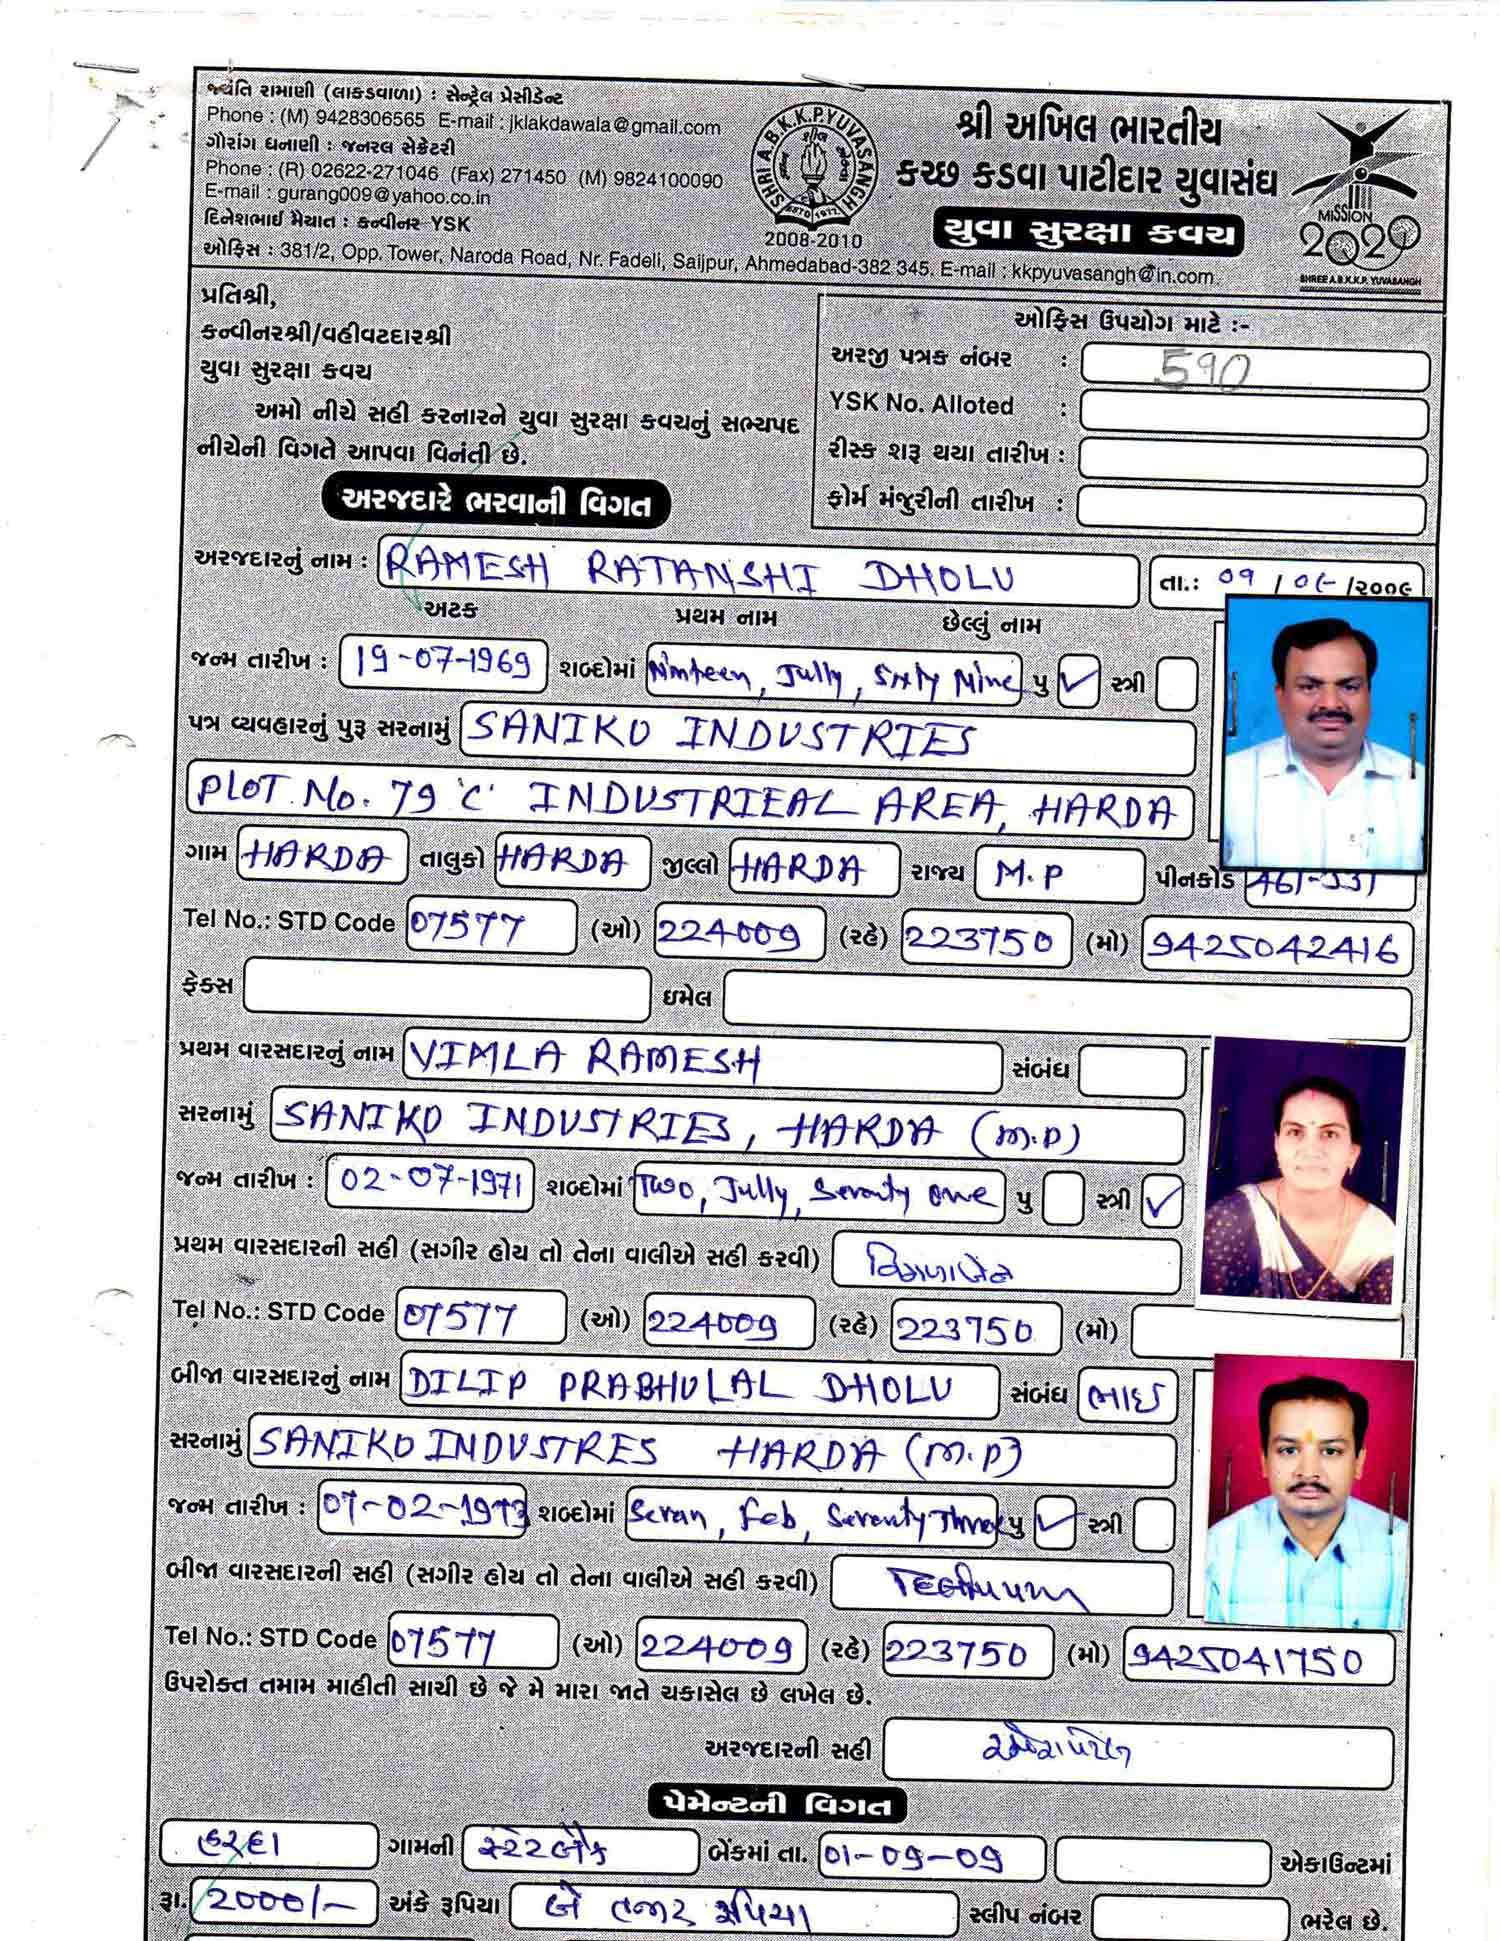 જયંતિ રામાણી (લાકડવાળા) : સેન્ટ્રેલ પ્રેસીડેન્ટ
Phone : (M) 9428306565 E-mail : jklakdawala@gmail.com
ગૌરાંગ ધનાણી : જનરલ સેક્રેટરી
Phone : (R) 02622-271046 (Fax) 271450 (M) 9824100090
E-mail : gurang009@yahoo.co.in
દિનેશભાઈ મૈયાત : કન્વીનર-YSK
ઓફિસ : 381/2, Opp. Tower, Naroda Road, Nr. Fadeli, Saijpur, Ahmedabad-382 345. E-mail : kkpyuvasangh@in.com.
SHRI A.B.K.K.P.YUVASANGH
ESTD 1972
2008-2010
શ્રી અખિલ ભારતીય
કચ્છ કડવા પાટીદાર યુવાસંઘ
યુવા સુરક્ષા કવચ
MISSION
2020
SHREE A.B.K.K.P. YUVASANGH
પ્રતિશ્રી,
કન્વીનરશ્રી/વહીવટદારશ્રી
યુવા સુરક્ષા કવચ
અમો નીચે સહી કરનારને યુવા સુરક્ષા કવચનું સભ્યપદ
નીચેની વિગતે આપવા વિનંતી છે.
ઓફિસ ઉપયોગ માટે :-
અરજી પત્રક નંબર : 590
YSK No. Alloted :
રીસ્ક શરૂ થયા તારીખ :
ફોર્મ મંજુરીની તારીખ :
અરજદારે ભરવાની વિગત
અરજદારનું નામ : RAMESH RATANSHI DHOLU તા.: 09 / 0 /૨૦૦૯
અટક પ્રથમ નામ છેલ્લું નામ
જન્મ તારીખ : 19-07-1969 શબ્દોમાં Ninteen, Jully, Sixty Nine પુ ✓ સ્ત્રી
પત્ર વ્યવહારનું પુરૂ સરનામું SANIKO INDUSTRIES
PLOT. No. 79 'C' INDUSTRIEAL AREA, HARDA
ગામ HARDA તાલુકો HARDA જીલ્લો HARDA રાજ્ય M.P પીનકોડ 461-331
Tel No.: STD Code 07577 (ઓ) 224009 (રહે) 223750 (મો) 9425042416
ફેક્સ ઇમેલ
પ્રથમ વારસદારનું નામ VIMLA RAMESH સંબંધ
સરનામું SANIKO INDUSTRIES, HARDA (M.P)
જન્મ તારીખ : 02-07-1971 શબ્દોમાં Two, Jully, Seventy one પુ સ્ત્રી ✓
પ્રથમ વારસદારની સહી (સગીર હોય તો તેના વાલીએ સહી કરવી) વિમળાબેન
Tel No.: STD Code 07577 (ઓ) 224009 (રહે) 223750 (મો)
બીજા વારસદારનું નામ DILIP PRABHULAL DHOLU સંબંધ ભાઈ
સરનામું SANIKO INDUSTRES HARDA (M.P)
જન્મ તારીખ : 07-02-1973 શબ્દોમાં Sevan, Feb, Seventy Three પુ ✓ સ્ત્રી
બીજા વારસદારની સહી (સગીર હોય તો તેના વાલીએ સહી કરવી)
Tel No.: STD Code 07577 (ઓ) 224009 (રહે) 223750 (મો) 9425041750
ઉપરોક્ત તમામ માહીતી સાચી છે જે મે મારા જાતે ચકાસેલ છે લખેલ છે.
અરજદારની સહી
પેમેન્ટની વિગત
હરદા ગામની સ્ટેટ બેંક બેંકમાં તા. 01-09-09 એકાઉન્ટમાં
રૂા. 2000/- અંકે રૂપિયા બે હજાર રૂપિયા સ્લીપ નંબર ભરેલ છે.